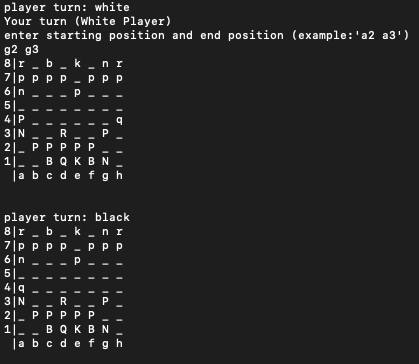 player turn: white
Your turn (White Player)
enter starting position and end position (example:'a2 a3')
g2 g3
8|r _ b _ k _ n r
7|p p p p _ p p p
6|n _ _ _ p _ _ _
5|_ _ _ _ _ _ _ _
4|P _ _ _ _ _ _ q
3|N _ _ R _ _ P _
2|_ P P P P P _ _
1|_ _ B Q K B N _
|a b c d e f g h
player turn: black
8|r _ b _ k _ n r
7|p p p p _ p p p
6|n _ _ _ p _ _ _
5|_ _ _ _ _ _ _ _
4|q _ _ _ _ _ _ _
3|N _ _ R _ _ P _
2|_ P P P P P _ _
1|_ _ B Q K B N _
|a b c d e f g h